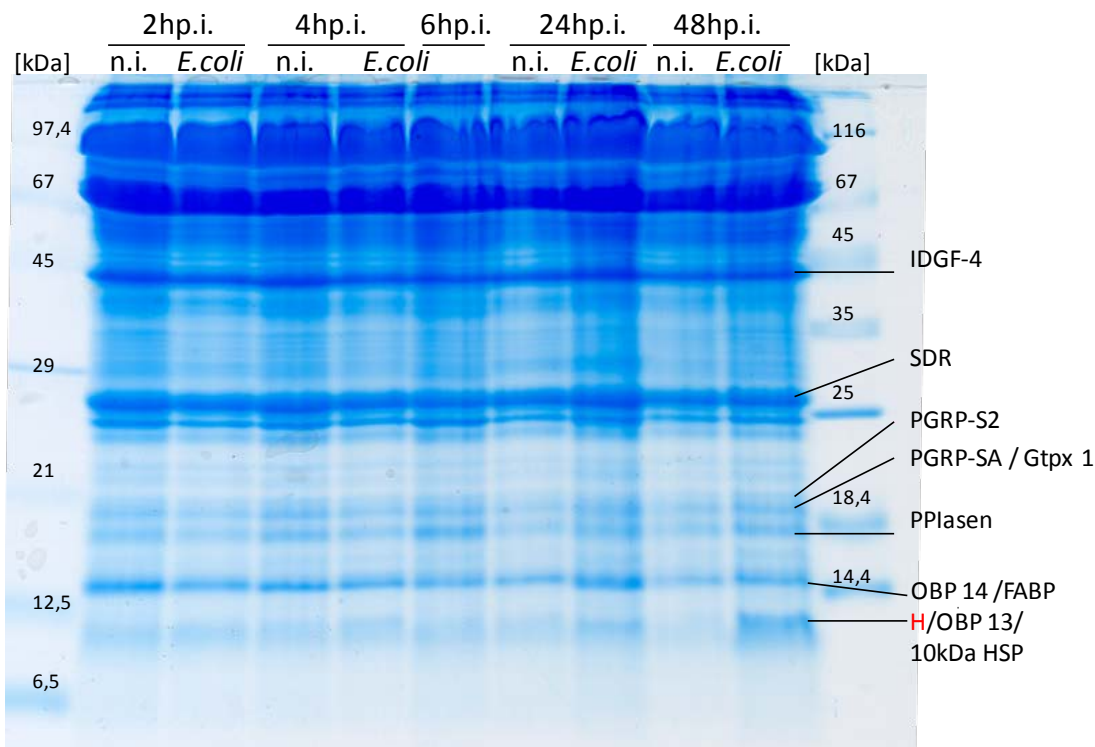 2hp.i. 4hp.i. 6hp.i. 24hp.i. 48hp.i.
[kDa] n.i. E.coli n.i. E.coli n.i. E.coli n.i. E.coli [kDa]
97,4 116
67 67
45
45 IDGF-4
35
29 SDR
25
PGRP-S2
21 PGRP-SA / Gtpx 1
18,4
PPIasen
14,4
12,5 OBP 14 /FABP
H/OBP 13/
10kDa HSP
6,5